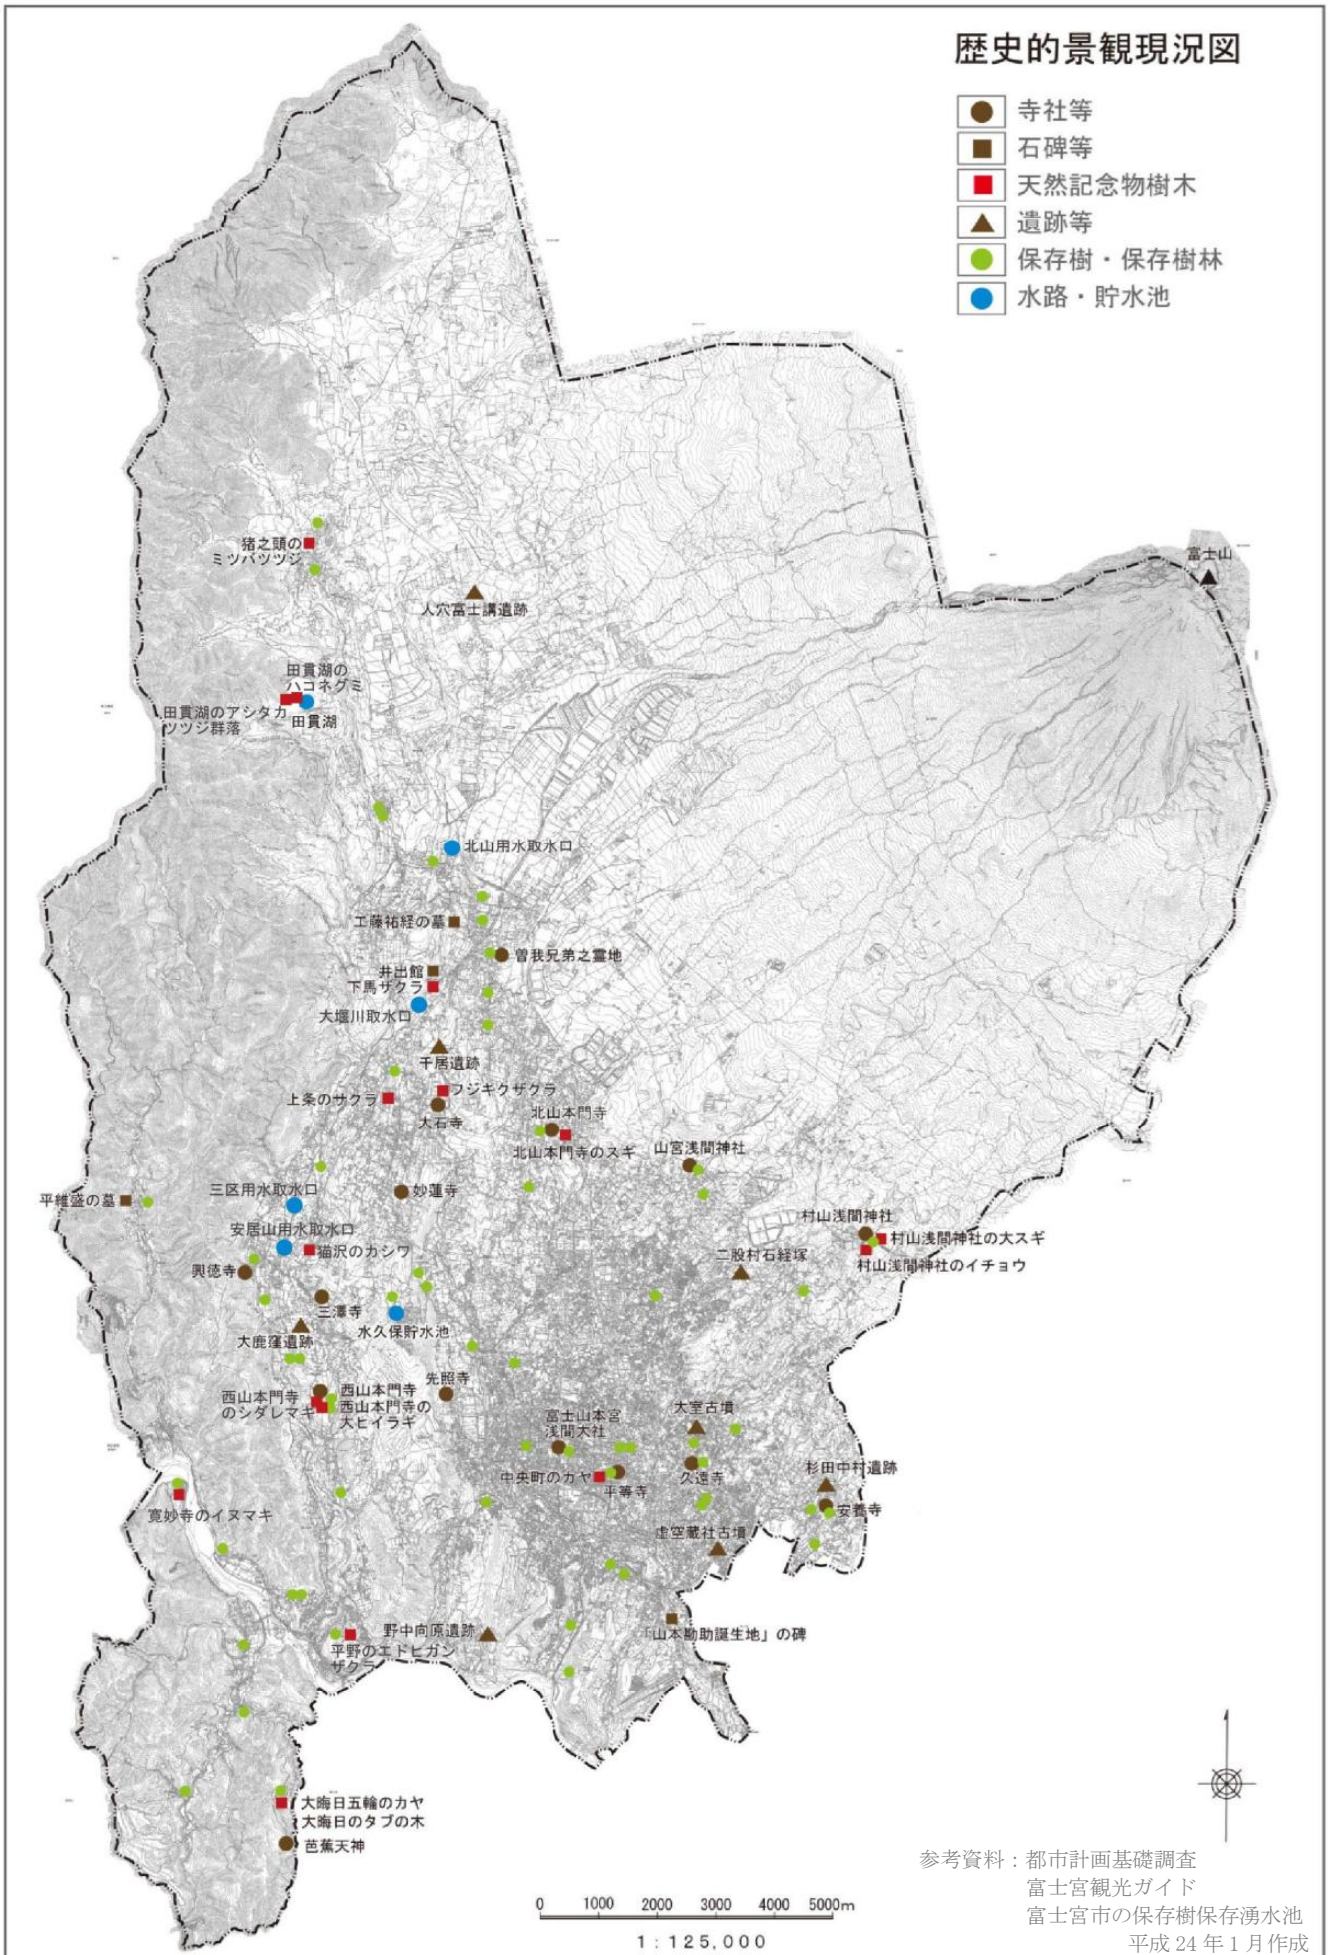 歴史的景観現況図
寺社等
石碑等
天然記念物樹木
遺跡等
保存樹・保存樹林
水路・貯水池
富士山
猪之頭の
ミツバツツジ
人穴富士講遺跡
田貫湖の
ハコネグミ
田貫湖のアシタカ
ツツジ群落
田貫湖
北山用水取水口
工藤祐経の墓
曽我兄弟之霊地
井出館
下馬ザクラ
大堰川取水口
千居遺跡
フジキクザクラ
上条のサクラ
大石寺
北山本門寺
北山本門寺のスギ
山宮浅間神社
三区用水取水口
妙蓮寺
平維盛の墓
安居山用水取水口
猫沢のカシワ
興徳寺
村山浅間神社
村山浅間神社の大スギ
村山浅間神社のイチョウ
二股村石経塚
三澤寺
大鹿窪遺跡
水久保貯水池
先照寺
西山本門寺
のシダレマキ
西山本門寺
西山本門寺の
大ヒイラギ
富士山本宮
浅間大社
大室古墳
中央町のカヤ
平等寺
久遠寺
杉田中村遺跡
安養寺
寛妙寺のイヌマキ
虚空蔵社古墳
野中向原遺跡
「山本勘助誕生地」の碑
平野のエドヒガン
ザクラ
大晦日五輪のカヤ
大晦日のタブの木
芭蕉天神
0 1000 2000 3000 4000 5000m
1：125,000
参考資料：都市計画基礎調査
富士宮観光ガイド
富士宮市の保存樹保存湧水池
平成24年1月作成